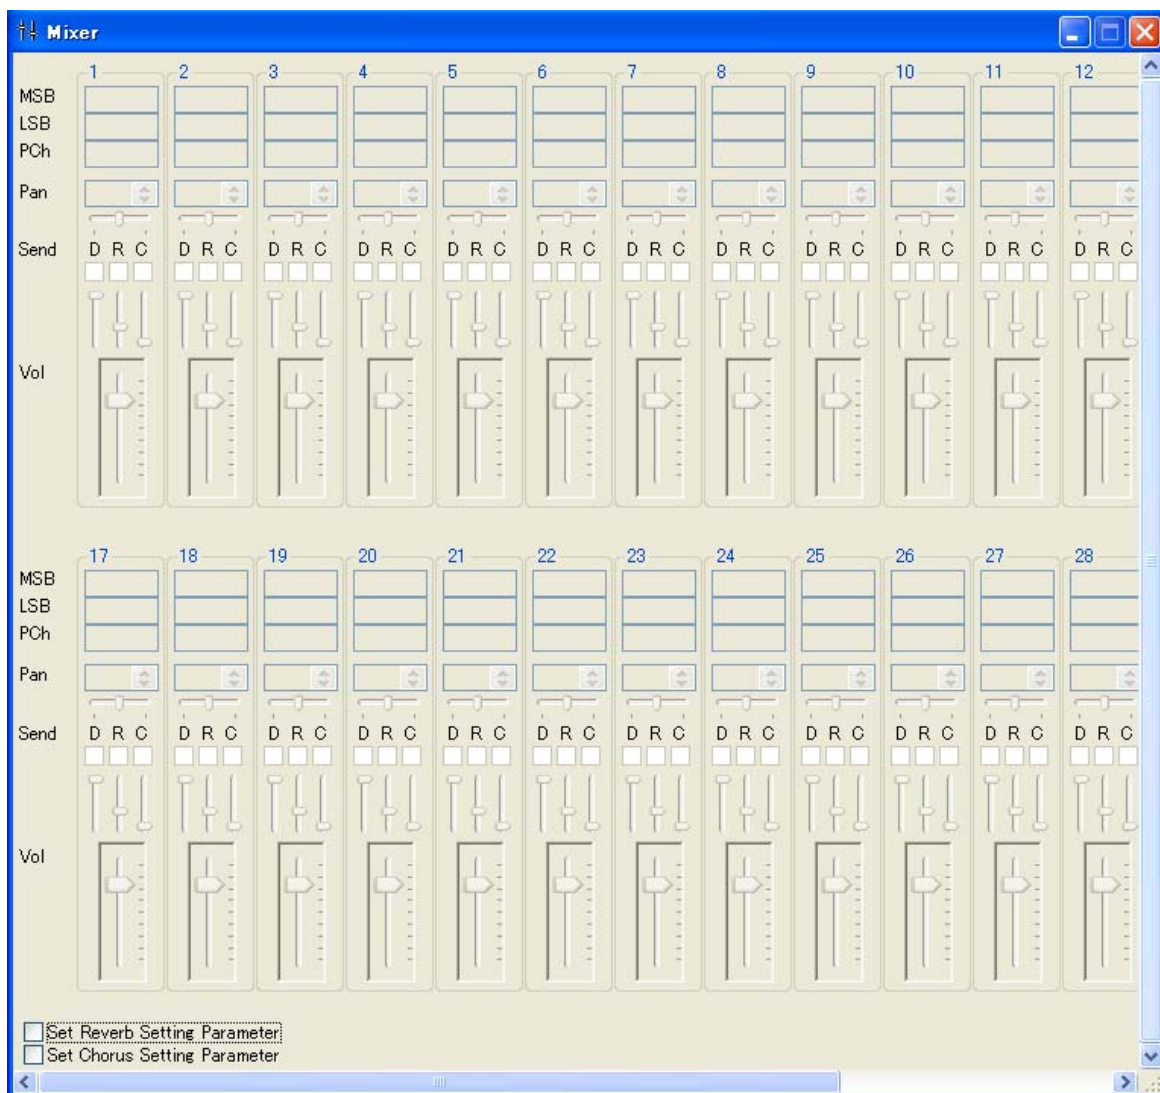 Mixer
1 2 3 4 5 6 7 8 9 10 11 12
MSB
LSB
PCh
Pan
Send D R C D R C D R C D R C D R C D R C D R C D R C D R C D R C D R C D R C
Vol
17 18 19 20 21 22 23 24 25 26 27 28
MSB
LSB
PCh
Pan
Send D R C D R C D R C D R C D R C D R C D R C D R C D R C D R C D R C D R C
Vol
Set Reverb Setting Parameter
Set Chorus Setting Parameter